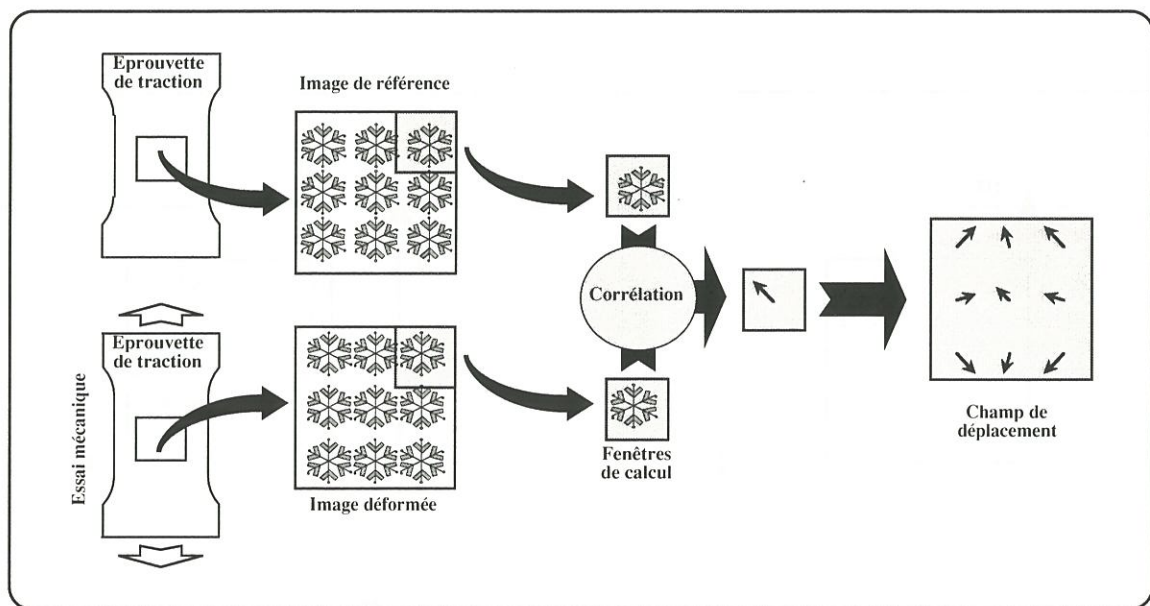 Eprouvette
de traction
Image de référence
Corrélation
Eprouvette
de traction
Essai mécanique
Fenêtres
de calcul
Image déformée
Champ de
déplacement